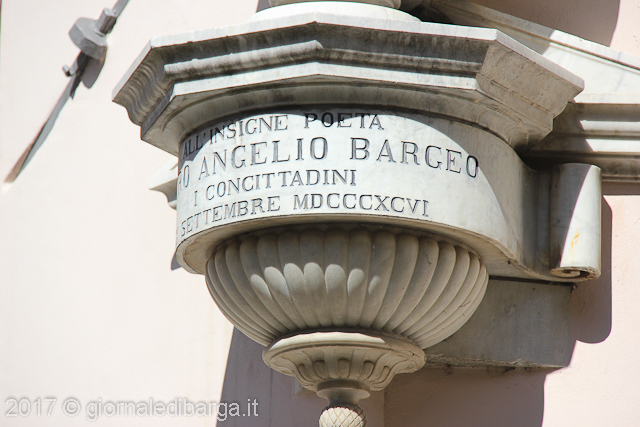 ALL'INSIGNE POETA
O ANGELIO BARGEO
I CONCITTADINI
SETTEMBRE MDCCCXCVI
2017 © giornaledibarga.it